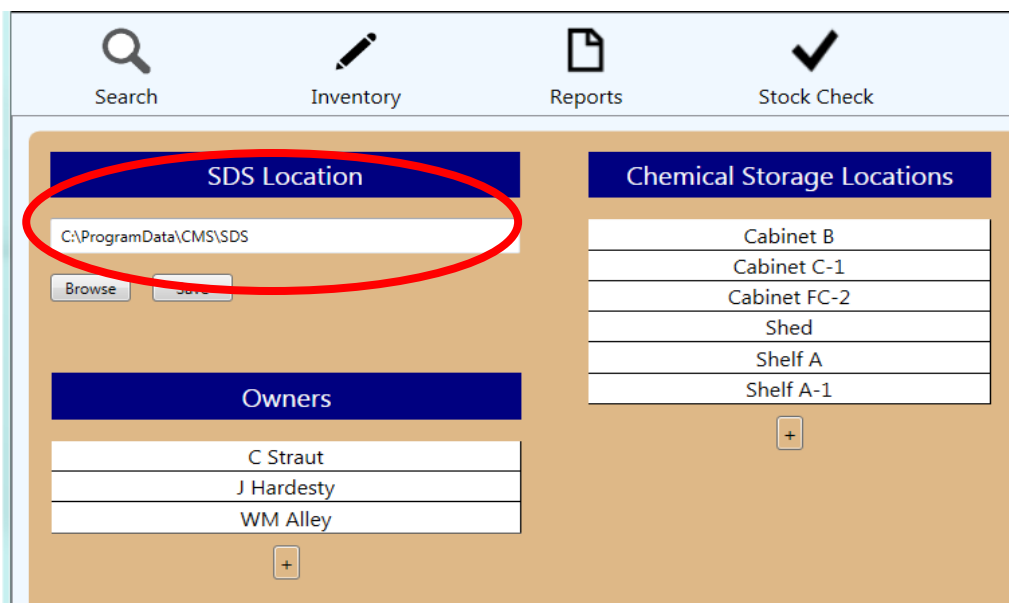 Search Inventory Reports Stock Check
SDS Location
C:\ProgramData\CMS\SDS
Browse Save
Owners
C Straut
J Hardesty
WM Alley
+
Chemical Storage Locations
Cabinet B
Cabinet C-1
Cabinet FC-2
Shed
Shelf A
Shelf A-1
+